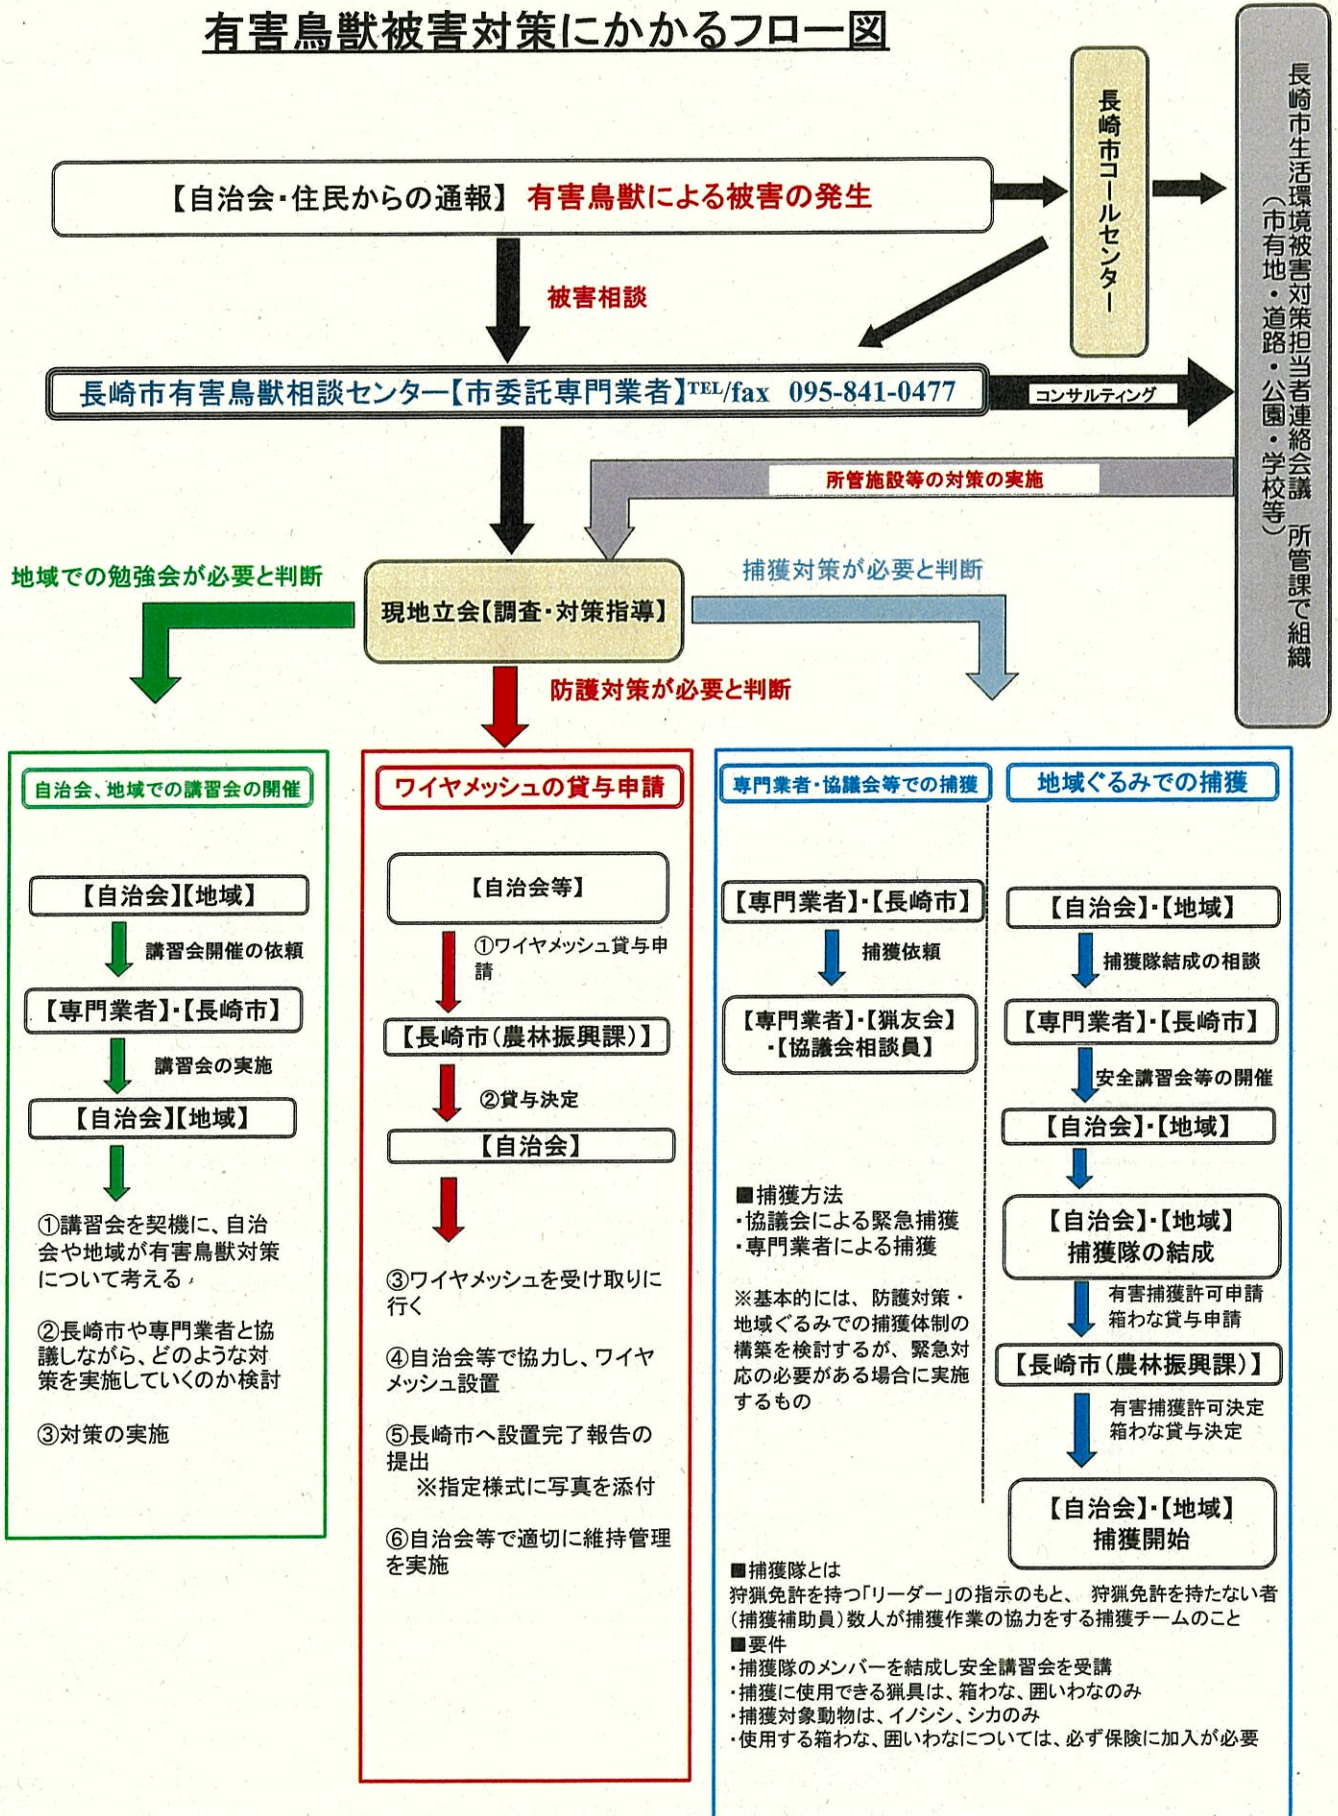 有害鳥獣被害対策にかかるフロー図
長崎市コールセンター
長崎市生活環境被害対策担当者連絡会議 所管課で組織
(市有地・道路・公園・学校等)
【自治会・住民からの通報】 有害鳥獣による被害の発生
被害相談
長崎市有害鳥獣相談センター【市委託専門業者】TEL/fax 095-841-0477
コンサルティング
所管施設等の対策の実施
地域での勉強会が必要と判断
現地立会【調査・対策指導】
捕獲対策が必要と判断
防護対策が必要と判断
自治会、地域での講習会の開催
【自治会】【地域】
講習会開催の依頼
【専門業者】・【長崎市】
講習会の実施
【自治会】【地域】
①講習会を契機に、自治
会や地域が有害鳥獣対策
について考える
②長崎市や専門業者と協
議しながら、どのような対
策を実施していくのか検討
③対策の実施
ワイヤメッシュの貸与申請
【自治会等】
①ワイヤメッシュ貸与申
請
【長崎市(農林振興課)】
②貸与決定
【自治会】
③ワイヤメッシュを受け取りに
行く
④自治会等で協力し、ワイヤ
メッシュ設置
⑤長崎市へ設置完了報告の
提出
※指定様式に写真を添付
⑥自治会等で適切に維持管理
を実施
専門業者・協議会等での捕獲
【専門業者】・【長崎市】
捕獲依頼
【専門業者】・【猟友会】
・【協議会相談員】
■捕獲方法
・協議会による緊急捕獲
・専門業者による捕獲
※基本的には、防護対策・
地域ぐるみでの捕獲体制の
構築を検討するが、緊急対
応の必要がある場合に実施
するもの
地域ぐるみでの捕獲
【自治会】・【地域】
捕獲隊結成の相談
【専門業者】・【長崎市】
安全講習会等の開催
【自治会】・【地域】
【自治会】・【地域】
捕獲隊の結成
有害捕獲許可申請
箱わな貸与申請
【長崎市(農林振興課)】
有害捕獲許可決定
箱わな貸与決定
【自治会】・【地域】
捕獲開始
■捕獲隊とは
狩猟免許を持つ「リーダー」の指示のもと、 狩猟免許を持たない者
(捕獲補助員)数人が捕獲作業の協力をする捕獲チームのこと
■要件
・捕獲隊のメンバーを結成し安全講習会を受講
・捕獲に使用できる猟具は、箱わな、囲いわなのみ
・捕獲対象動物は、イノシシ、シカのみ
・使用する箱わな、囲いわなについては、必ず保険に加入が必要